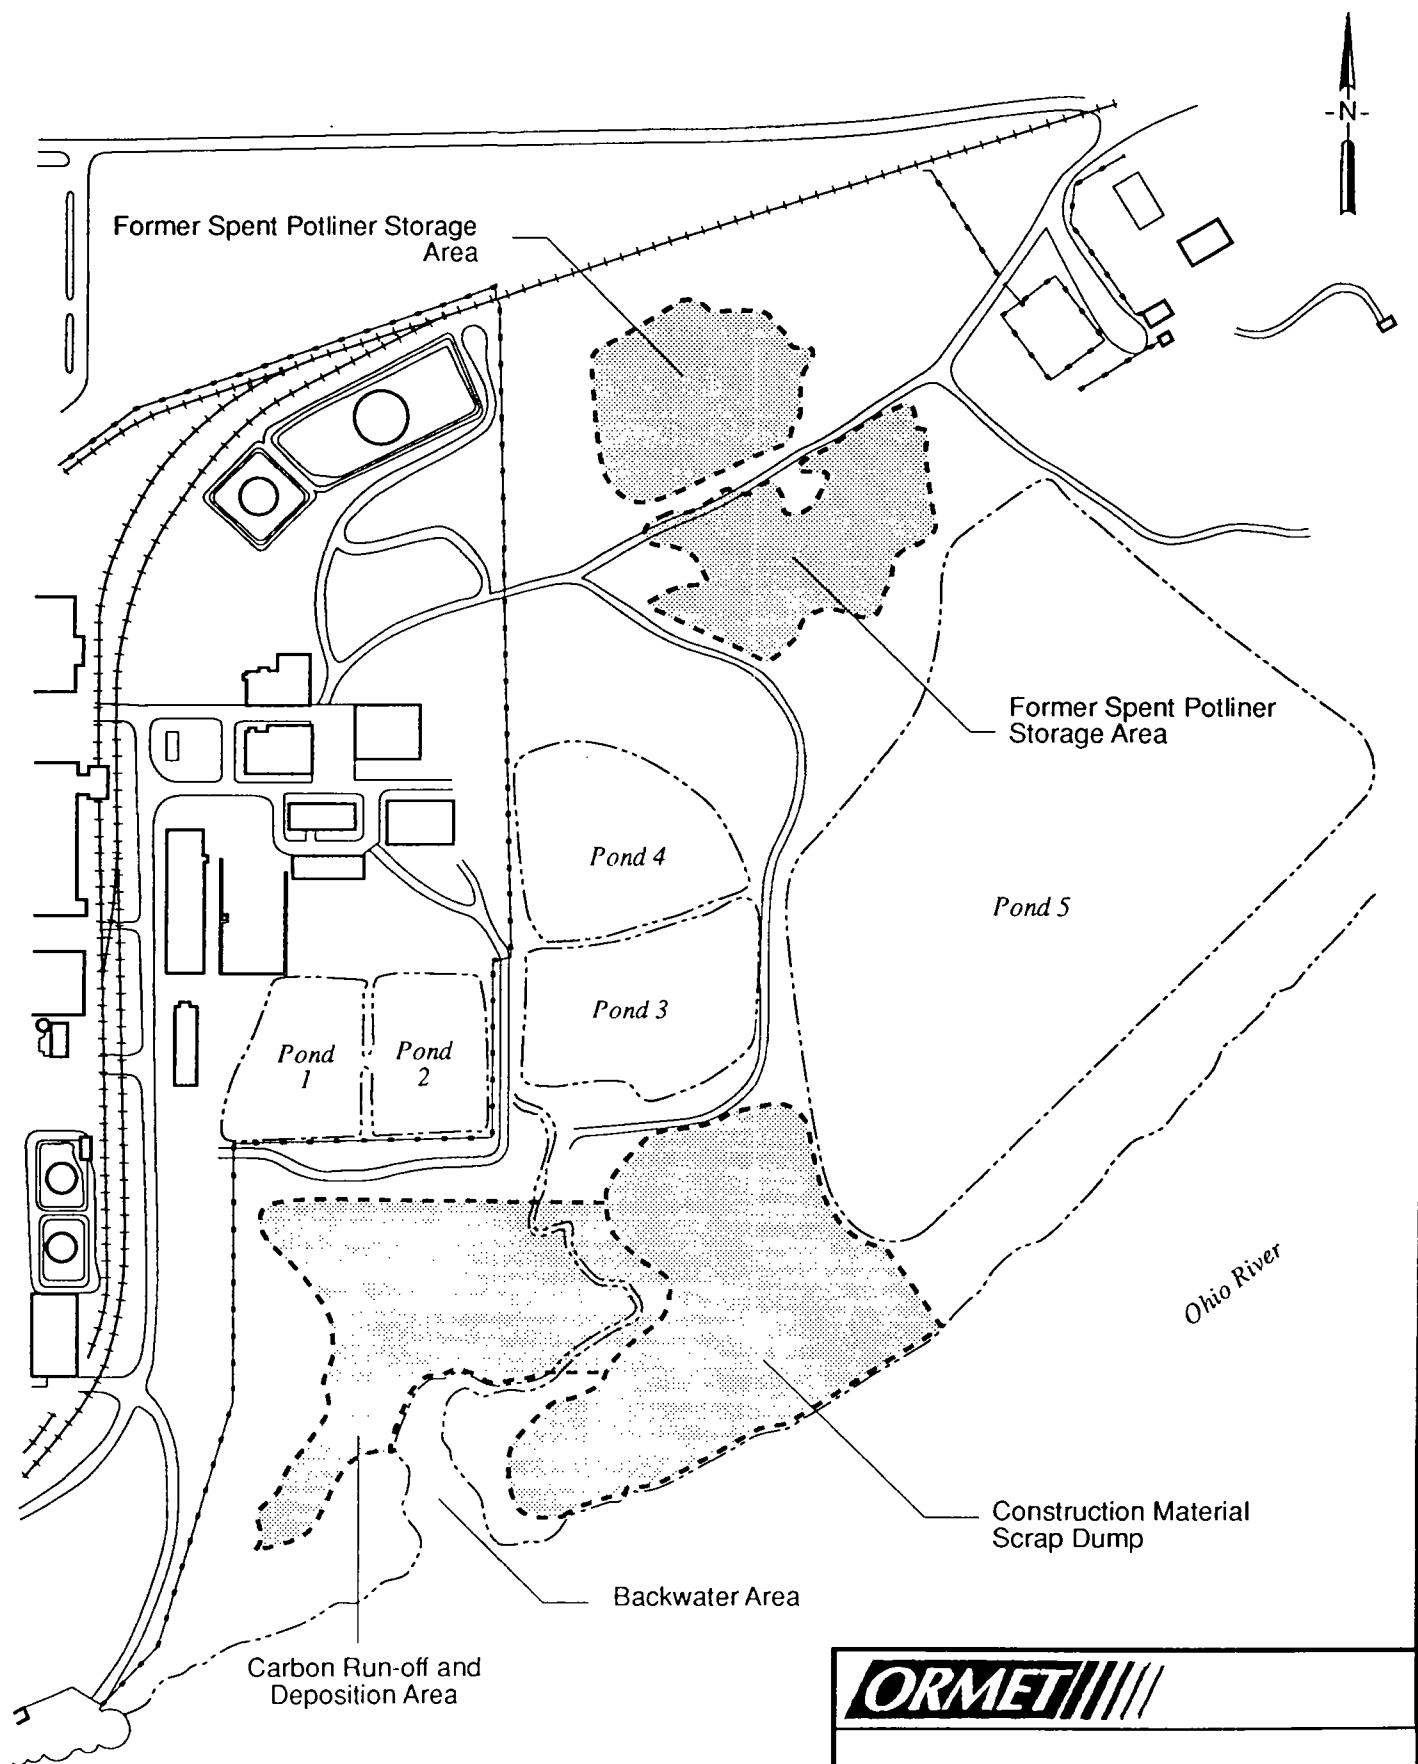 N
Former Spent Potliner Storage
Area
Former Spent Potliner
Storage Area
Pond 4
Pond 5
Pond 3
Pond
1
Pond
2
Ohio River
Construction Material
Scrap Dump
Backwater Area
Carbon Run-off and
Deposition Area
ORMET